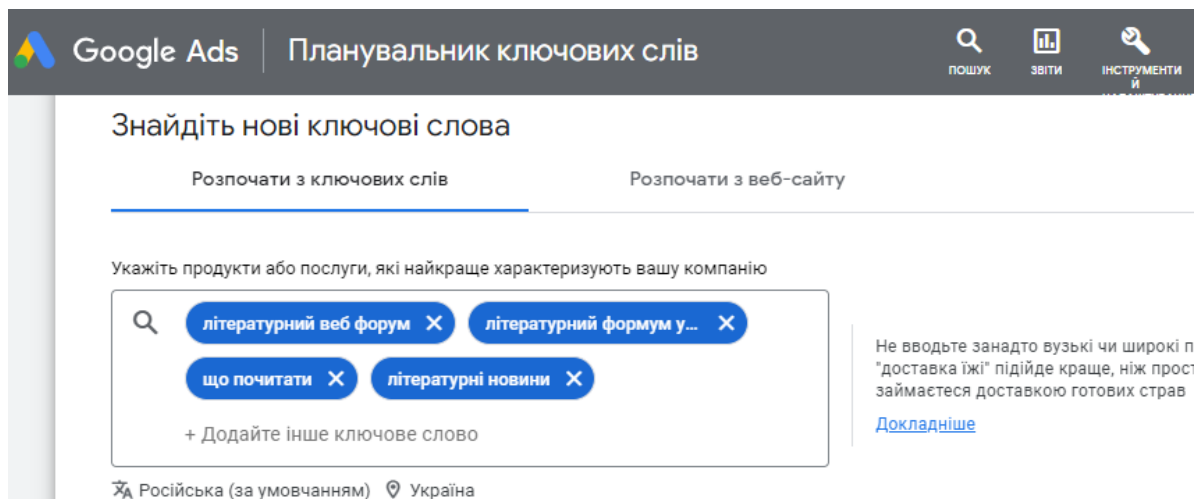 Google Ads Планувальник ключових слів
ПОШУК ЗВІТИ ІНСТРУМЕНТИ
Й
Знайдіть нові ключові слова
Розпочати з ключових слів Розпочати з веб-сайту
Укажіть продукти або послуги, які найкраще характеризують вашу компанію
літературний веб форум літературний формум у...
що почитати літературні новини
+ Додайте інше ключове слово
Не вводьте занадто вузькі чи широкі п
"доставка їжі" підійде краще, ніж прост
займаєтеся доставкою готових страв
Докладніше
Російська (за умовчанням) Україна